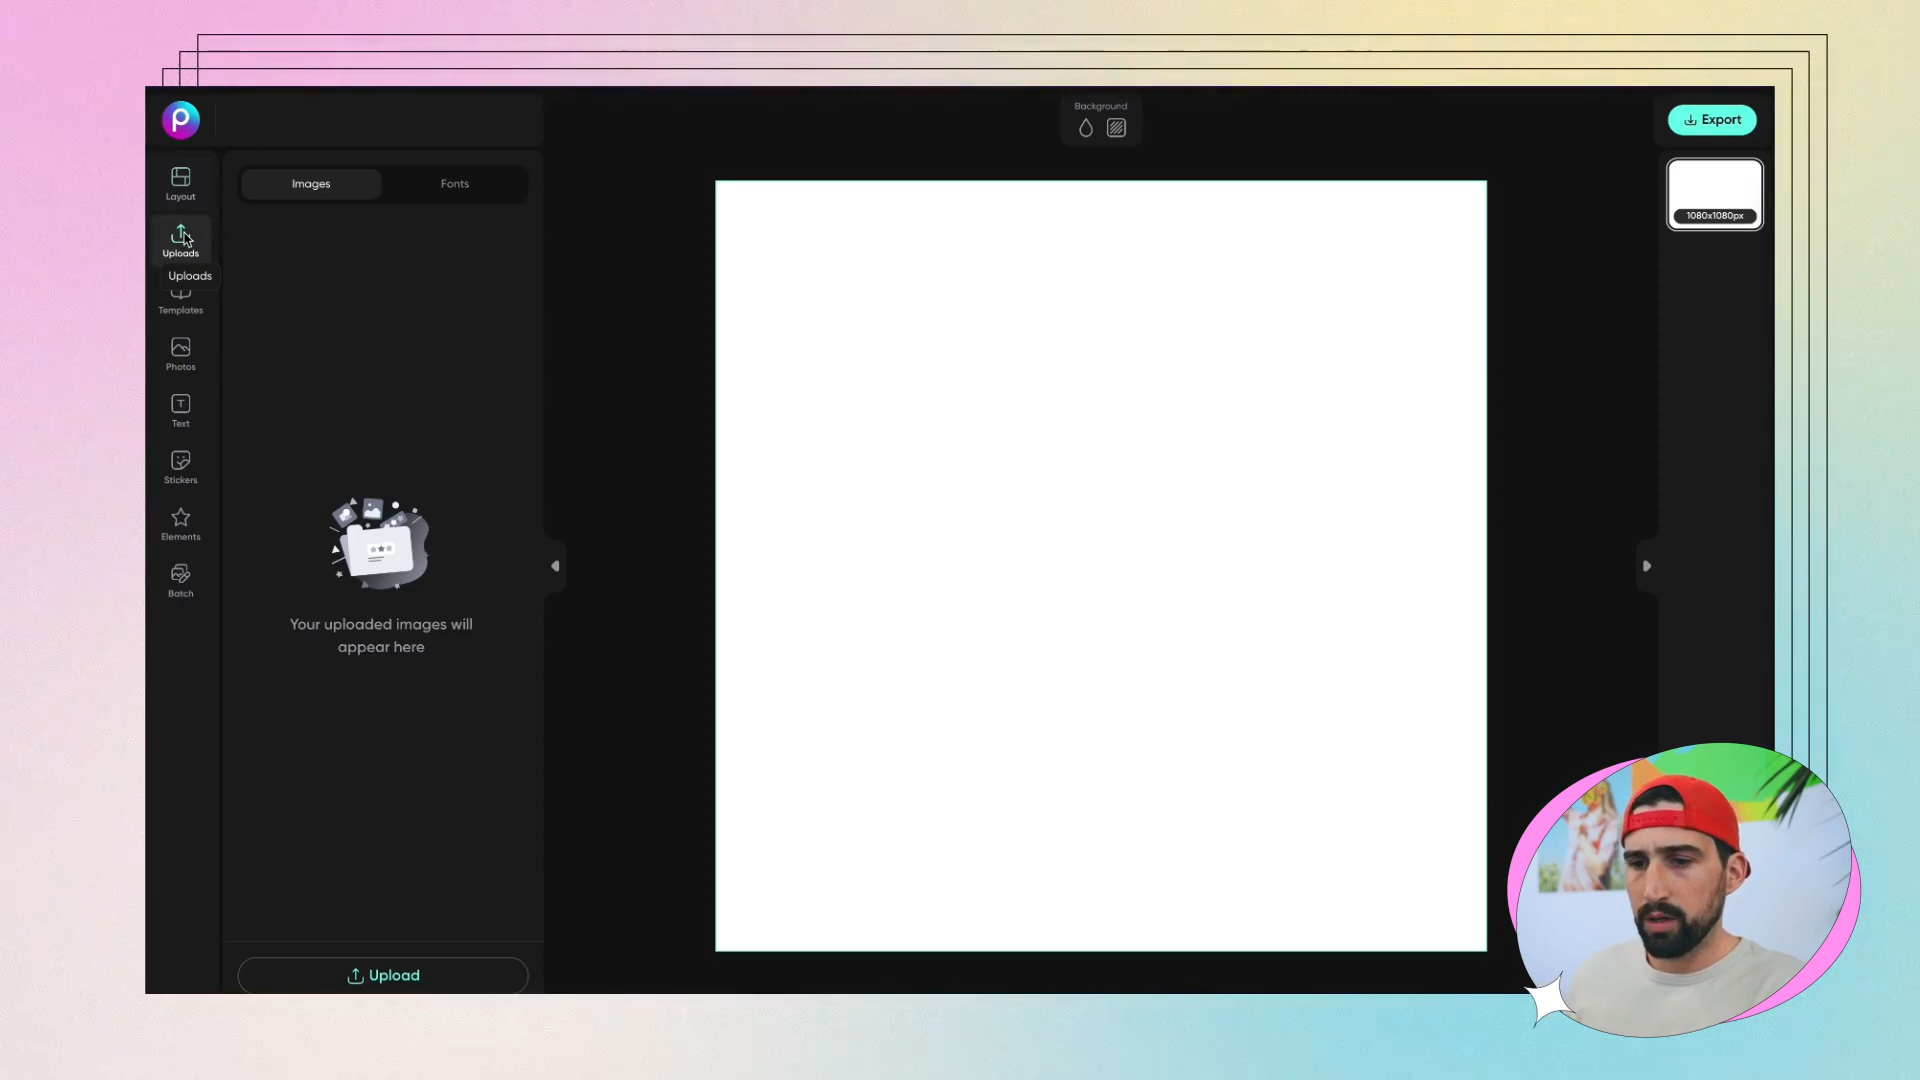 Background
Export
Layout
Images
Fonts
1080x1080px
Uploads
Uploads
Templates
Photos
Text
Stickers
Elements
Batch
Your uploaded images will
appear here
Upload